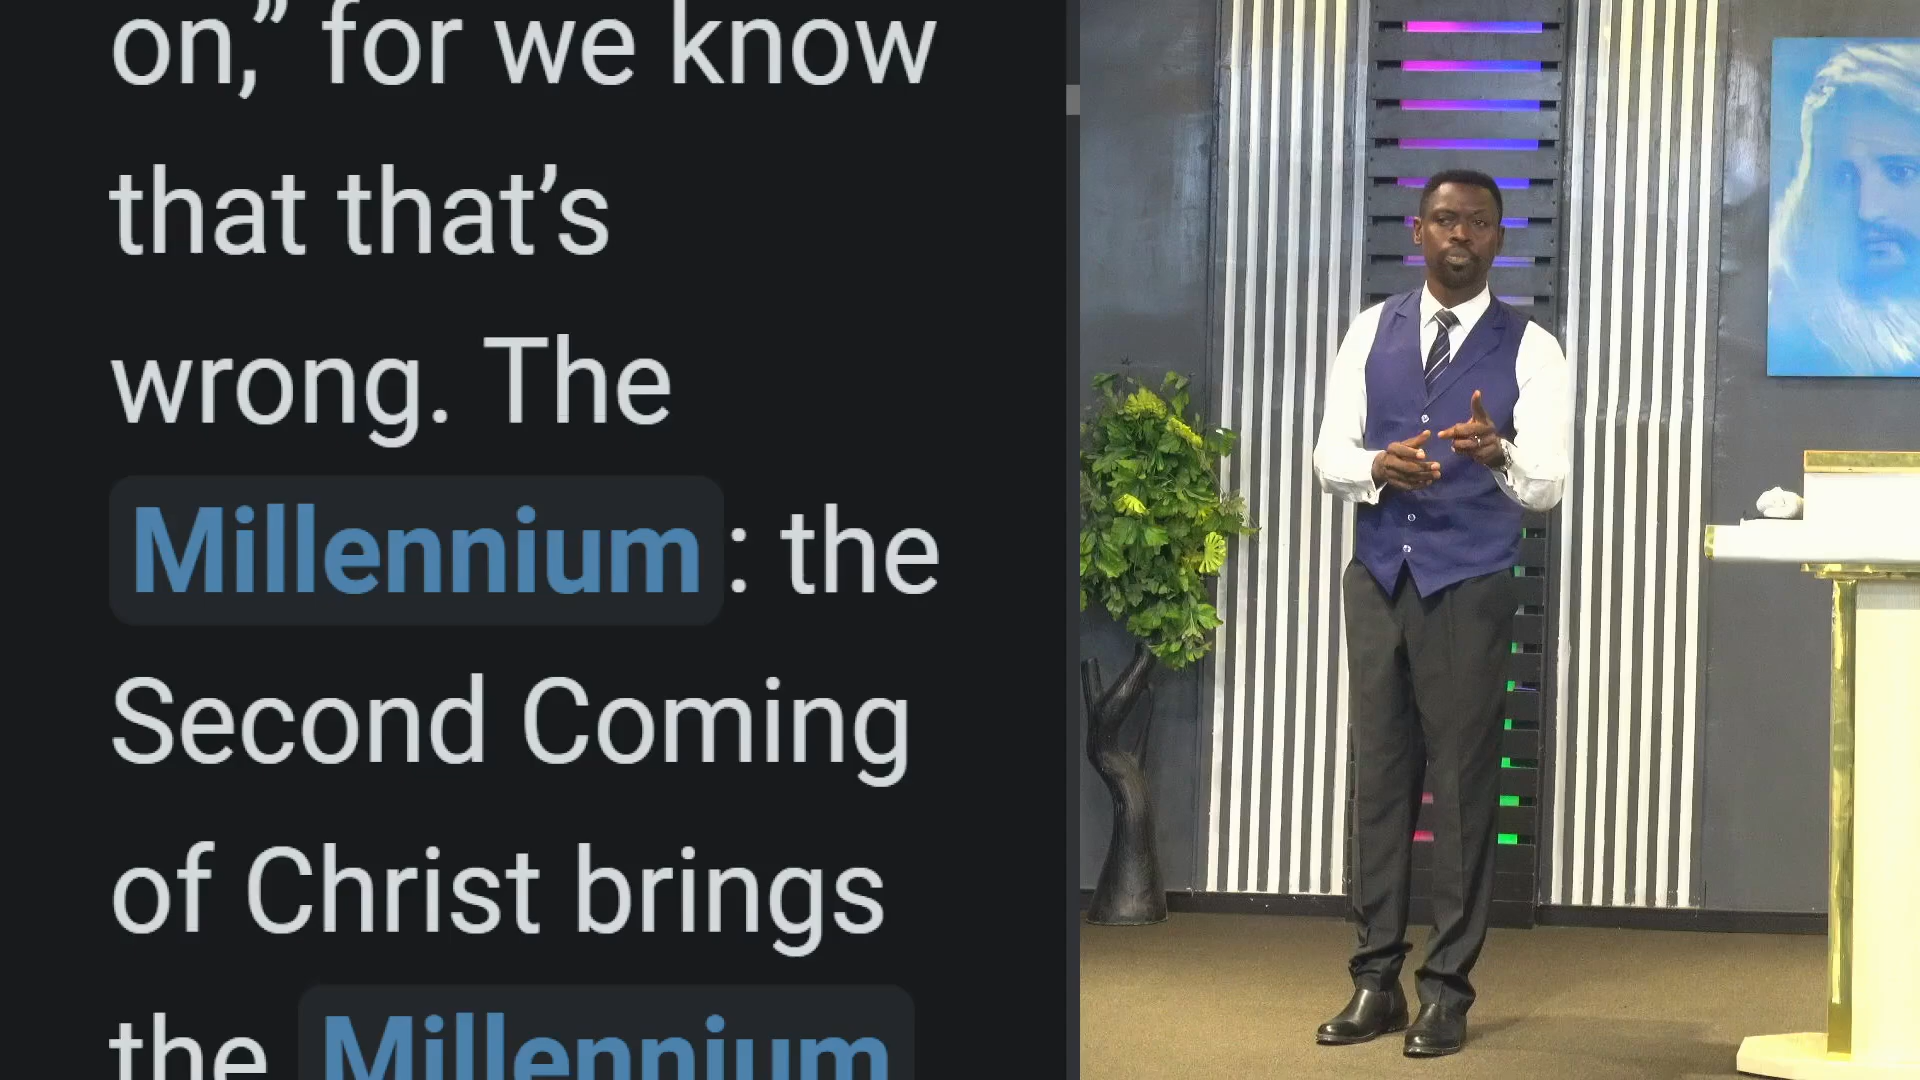 on,” for we know
that that’s
wrong. The
Millennium: the
Second Coming
of Christ brings
the Millennium